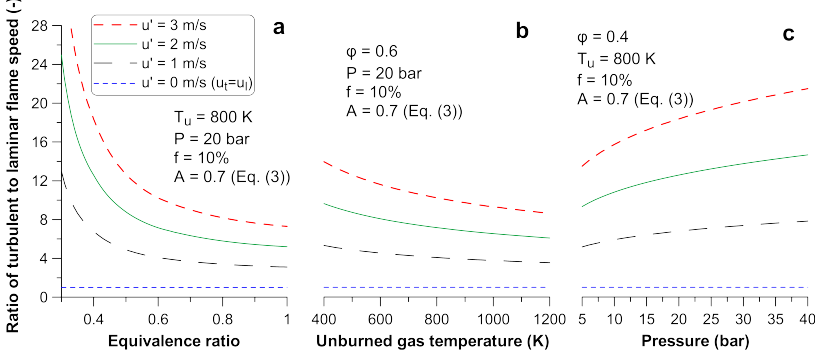 Ratio of turbulent to laminar flame speed (-)
28
24
20
16
12
8
4
0
u' = 3 m/s
u' = 2 m/s
u' = 1 m/s
u' = 0 m/s (uₜ=uₗ)
a
Tᵤ = 800 K
P = 20 bar
f = 10%
A = 0.7 (Eq. (3))
0.4 0.6 0.8 1
Equivalence ratio
b
φ = 0.6
P = 20 bar
f = 10%
A = 0.7 (Eq. (3))
400 600 800 1000 1200
Unburned gas temperature (K)
c
φ = 0.4
Tᵤ = 800 K
f = 10%
A = 0.7 (Eq. (3))
5 10 15 20 25 30 35 40
Pressure (bar)